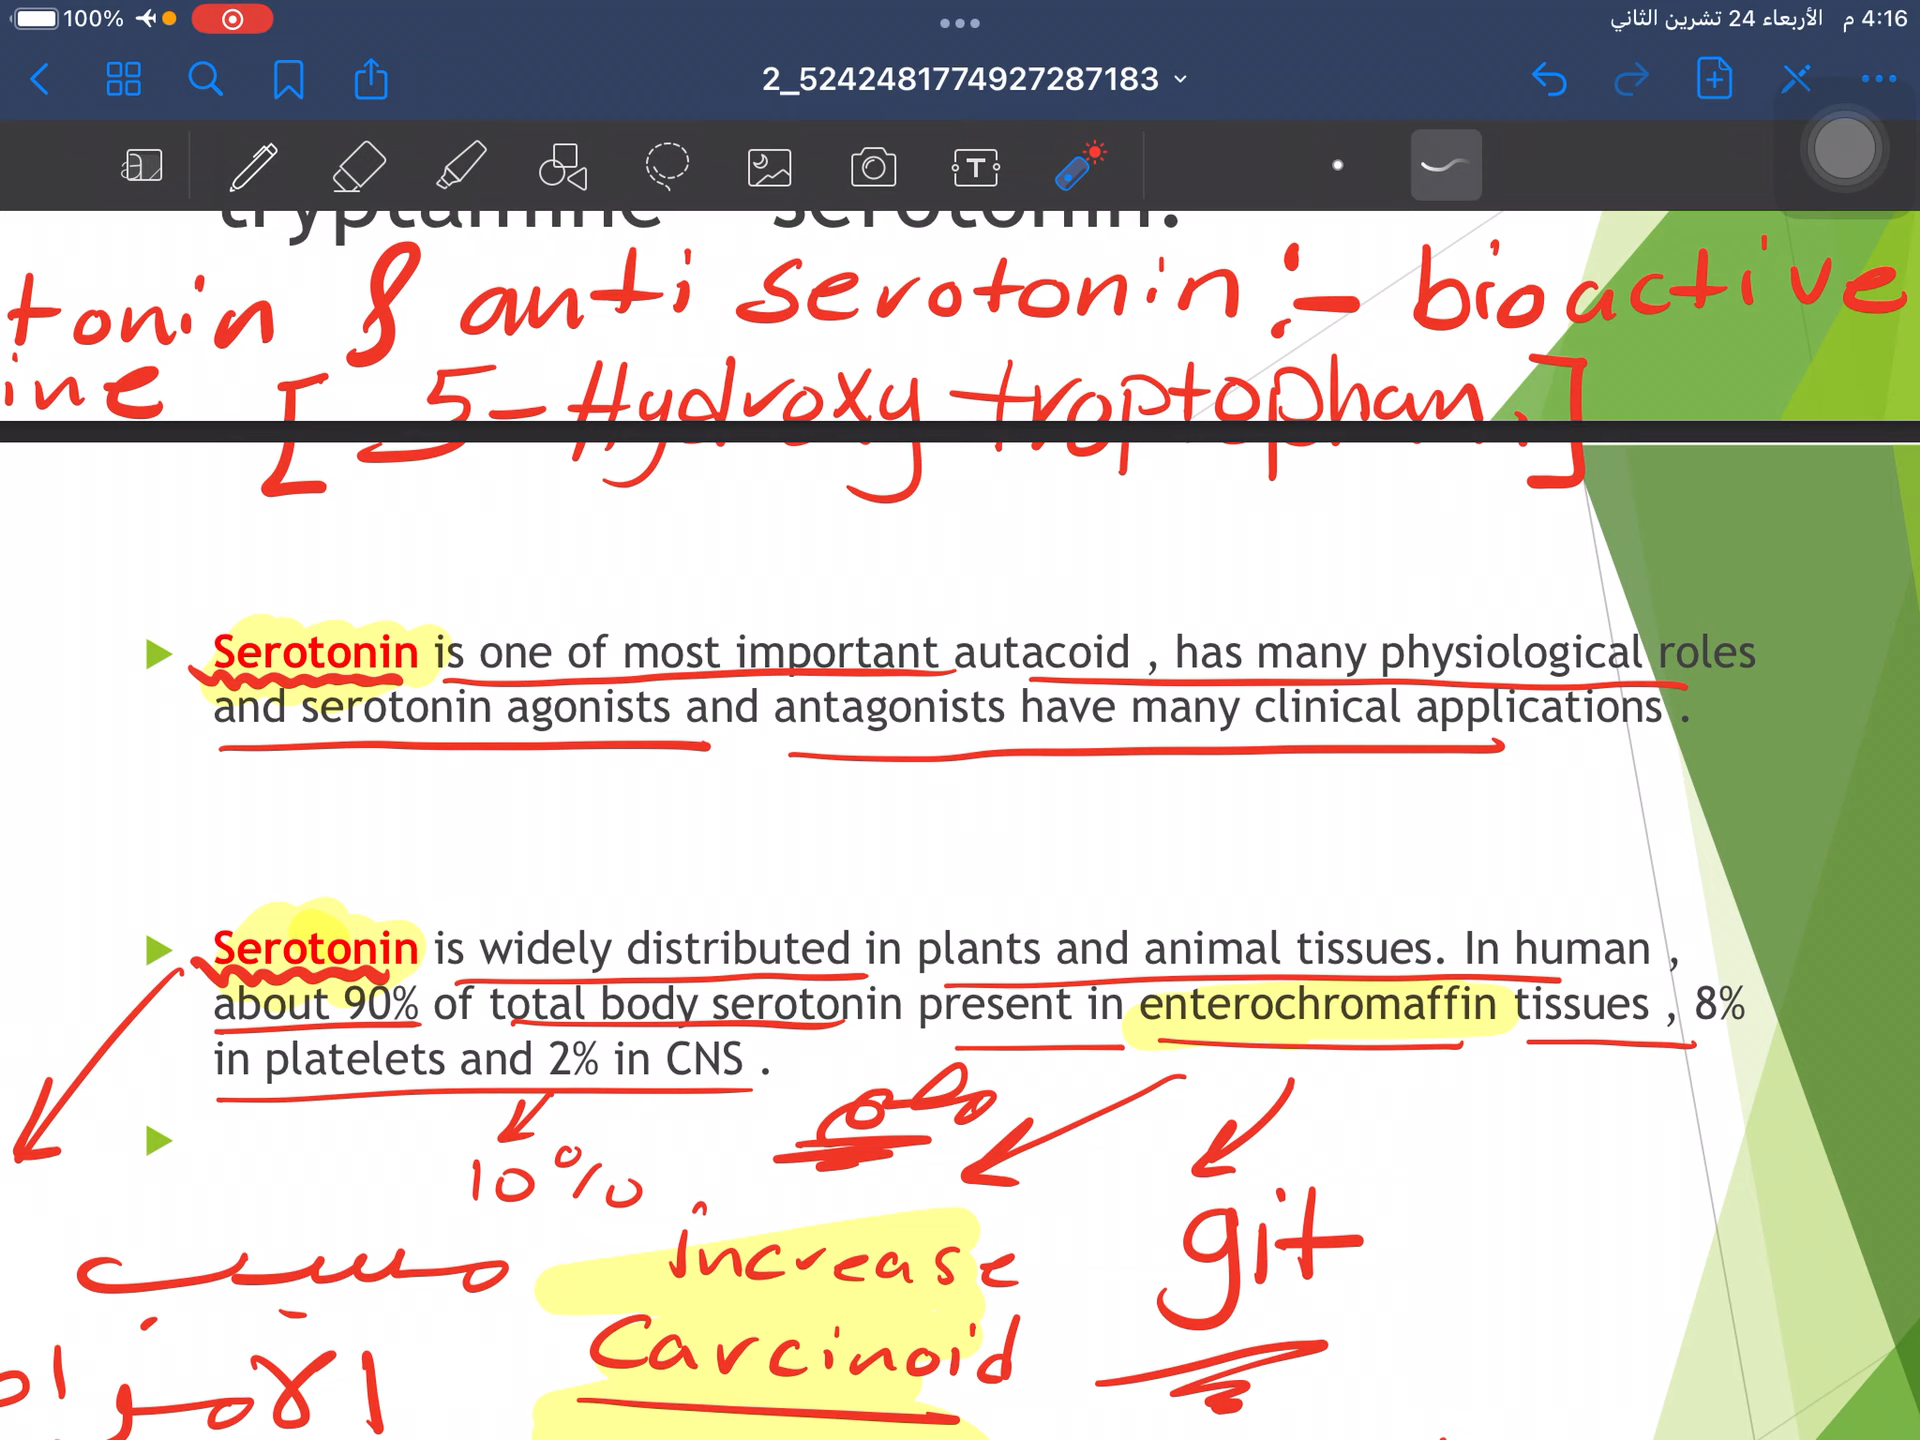 100%
4:16 م الأربعاء 24 تشرين الثاني
2_5242481774927287183
tryptamine serotonin.
tonin & anti serotonin :- bioactive
ine [ 5-Hydroxy troptophan.]
Serotonin is one of most important autacoid , has many physiological roles
and serotonin agonists and antagonists have many clinical applications .
Serotonin is widely distributed in plants and animal tissues. In human ,
about 90% of total body serotonin present in enterochromaffin tissues , 8%
in platelets and 2% in CNS .
10%
increase
git
Carcinoid